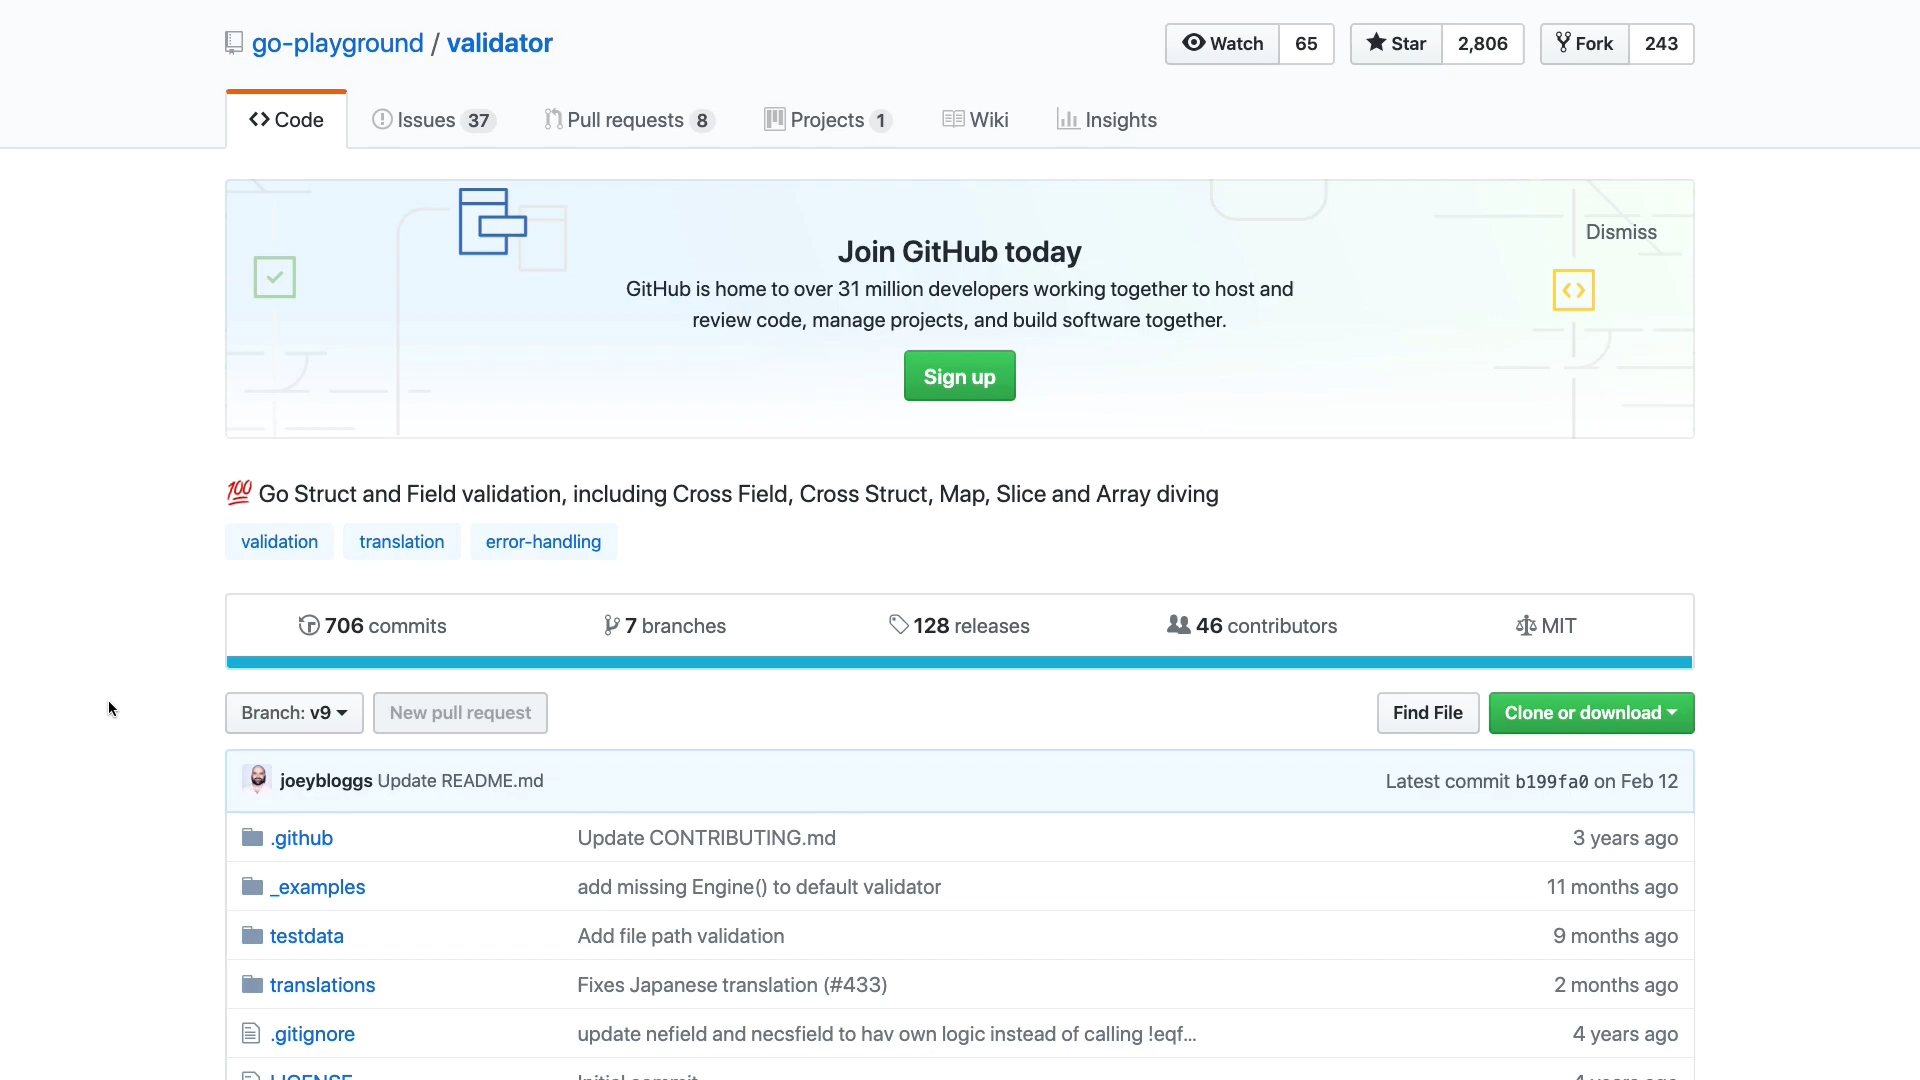 go-playground / validator
Watch 65 Star 2,806 Fork 243
Code Issues 37 Pull requests 8 Projects 1 Wiki Insights
Dismiss
Join GitHub today
GitHub is home to over 31 million developers working together to host and
review code, manage projects, and build software together.
Sign up
💯 Go Struct and Field validation, including Cross Field, Cross Struct, Map, Slice and Array diving
validation translation error-handling
706 commits 7 branches 128 releases 46 contributors MIT
Branch: v9 New pull request Find File Clone or download
joeybloggs Update README.md Latest commit b199fa0 on Feb 12
.github Update CONTRIBUTING.md 3 years ago
_examples add missing Engine() to default validator 11 months ago
testdata Add file path validation 9 months ago
translations Fixes Japanese translation (#433) 2 months ago
.gitignore update nefield and necsfield to hav own logic instead of calling !eqf... 4 years ago
LICENSE Initial commit 4 years ago